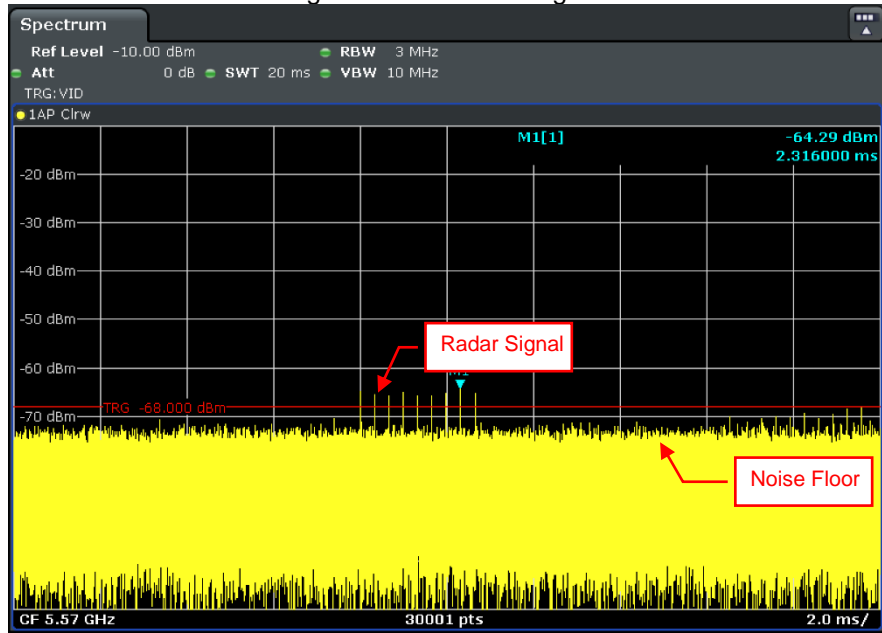 Spectrum
Ref Level -10.00 dBm RBW 3 MHz
Att 0 dB SWT 20 ms VBW 10 MHz
TRG:VID
1AP Clrw
M1[1] -64.29 dBm
2.316000 ms
-20 dBm
-30 dBm
-40 dBm
-50 dBm
Radar Signal
-60 dBm
M1
TRG -68.000 dBm
-70 dBm
Noise Floor
CF 5.57 GHz 30001 pts 2.0 ms/